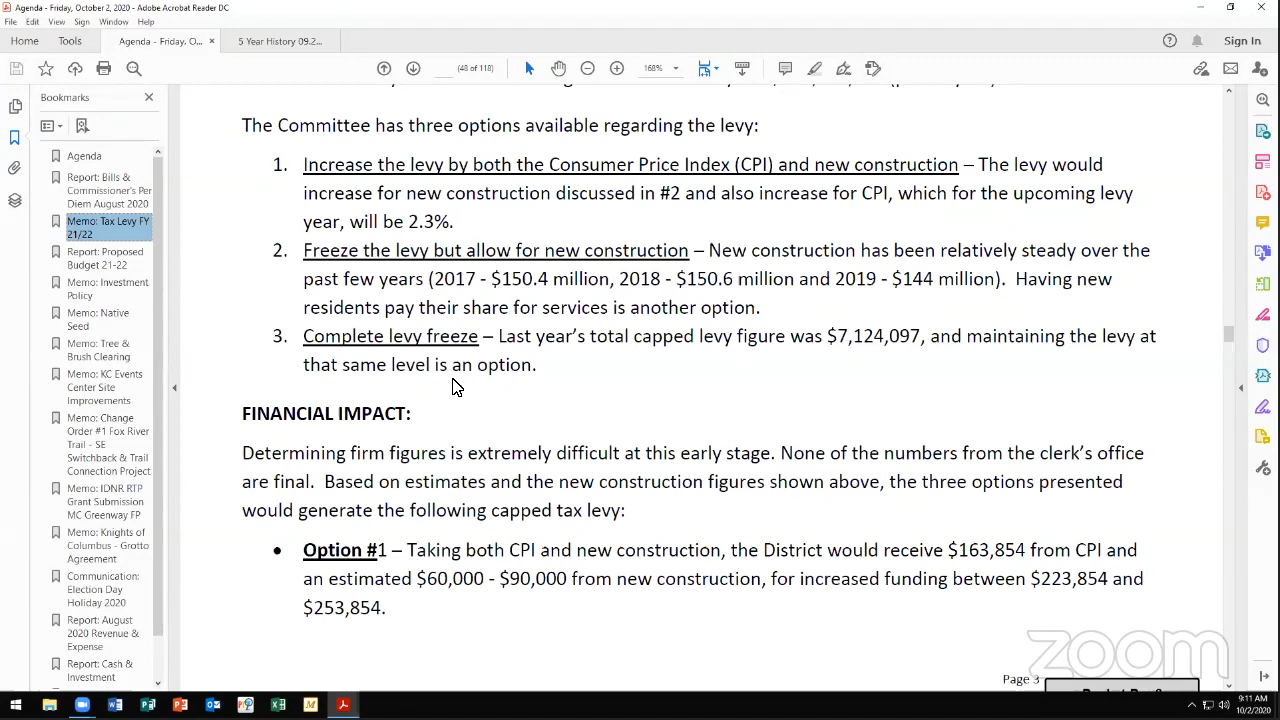 Agenda - Friday, October 2, 2020 - Adobe Acrobat Reader DC
File Edit View Sign Window Help
Home Tools Agenda - Friday, O... × 5 Year History 09.2... Sign In
(48 of 118) 168%
Bookmarks
Agenda
Report: Bills &
Commissioner's Per
Diem August 2020
Memo: Tax Levy FY
21/22
Report: Proposed
Budget 21-22
Memo: Investment
Policy
Memo: Native
Seed
Memo: Tree &
Brush Clearing
Memo: KC Events
Center Site
Improvements
Memo: Change
Order #1 Fox River
Trail - SE
Switchback & Trail
Connection Project
Memo: IDNR RTP
Grant Submission
MC Greenway FP
Memo: Knights of
Columbus - Grotto
Agreement
Communication:
Election Day
Holiday 2020
Report: August
2020 Revenue &
Expense
Report: Cash &
Investment
The Committee has three options available regarding the levy:
1. Increase the levy by both the Consumer Price Index (CPI) and new construction – The levy would
increase for new construction discussed in #2 and also increase for CPI, which for the upcoming levy
year, will be 2.3%.
2. Freeze the levy but allow for new construction – New construction has been relatively steady over the
past few years (2017 - $150.4 million, 2018 - $150.6 million and 2019 - $144 million). Having new
residents pay their share for services is another option.
3. Complete levy freeze – Last year's total capped levy figure was $7,124,097, and maintaining the levy at
that same level is an option.
FINANCIAL IMPACT:
Determining firm figures is extremely difficult at this early stage. None of the numbers from the clerk's office
are final. Based on estimates and the new construction figures shown above, the three options presented
would generate the following capped tax levy:
• Option #1 – Taking both CPI and new construction, the District would receive $163,854 from CPI and
an estimated $60,000 - $90,000 from new construction, for increased funding between $223,854 and
$253,854.
zoom
Page 3
9:11 AM
10/2/2020